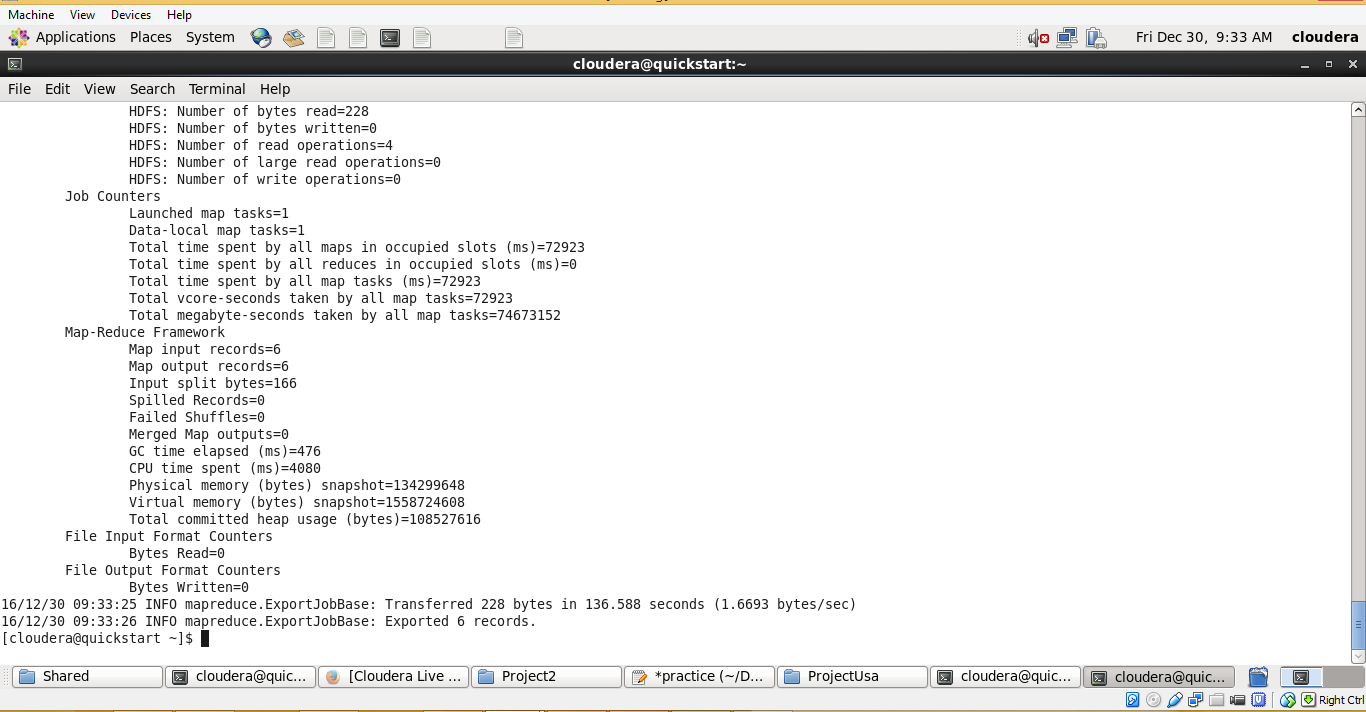 Machine View Devices Help
Applications Places System Fri Dec 30, 9:33 AM cloudera
cloudera@quickstart:~
File Edit View Search Terminal Help
HDFS: Number of bytes read=228
HDFS: Number of bytes written=0
HDFS: Number of read operations=4
HDFS: Number of large read operations=0
HDFS: Number of write operations=0
Job Counters
Launched map tasks=1
Data-local map tasks=1
Total time spent by all maps in occupied slots (ms)=72923
Total time spent by all reduces in occupied slots (ms)=0
Total time spent by all map tasks (ms)=72923
Total vcore-seconds taken by all map tasks=72923
Total megabyte-seconds taken by all map tasks=74673152
Map-Reduce Framework
Map input records=6
Map output records=6
Input split bytes=166
Spilled Records=0
Failed Shuffles=0
Merged Map outputs=0
GC time elapsed (ms)=476
CPU time spent (ms)=4080
Physical memory (bytes) snapshot=134299648
Virtual memory (bytes) snapshot=1558724608
Total committed heap usage (bytes)=108527616
File Input Format Counters
Bytes Read=0
File Output Format Counters
Bytes Written=0
16/12/30 09:33:25 INFO mapreduce.ExportJobBase: Transferred 228 bytes in 136.588 seconds (1.6693 bytes/sec)
16/12/30 09:33:26 INFO mapreduce.ExportJobBase: Exported 6 records.
[cloudera@quickstart ~]$
Shared cloudera@quic... [Cloudera Live ... Project2 *practice (~/D... ProjectUsa cloudera@quic... cloudera@quic...
Right Ctrl